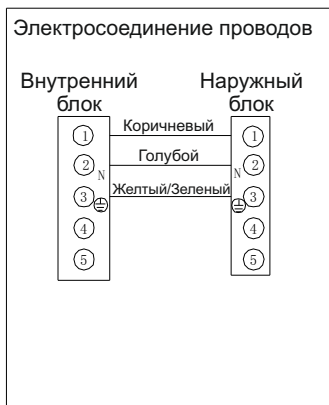 Электросоединение проводов
Внутренний блок
Наружный блок
1 Коричневый 1
2 N Голубой N 2
3 Желтый/Зеленый 3
4 4
5 5